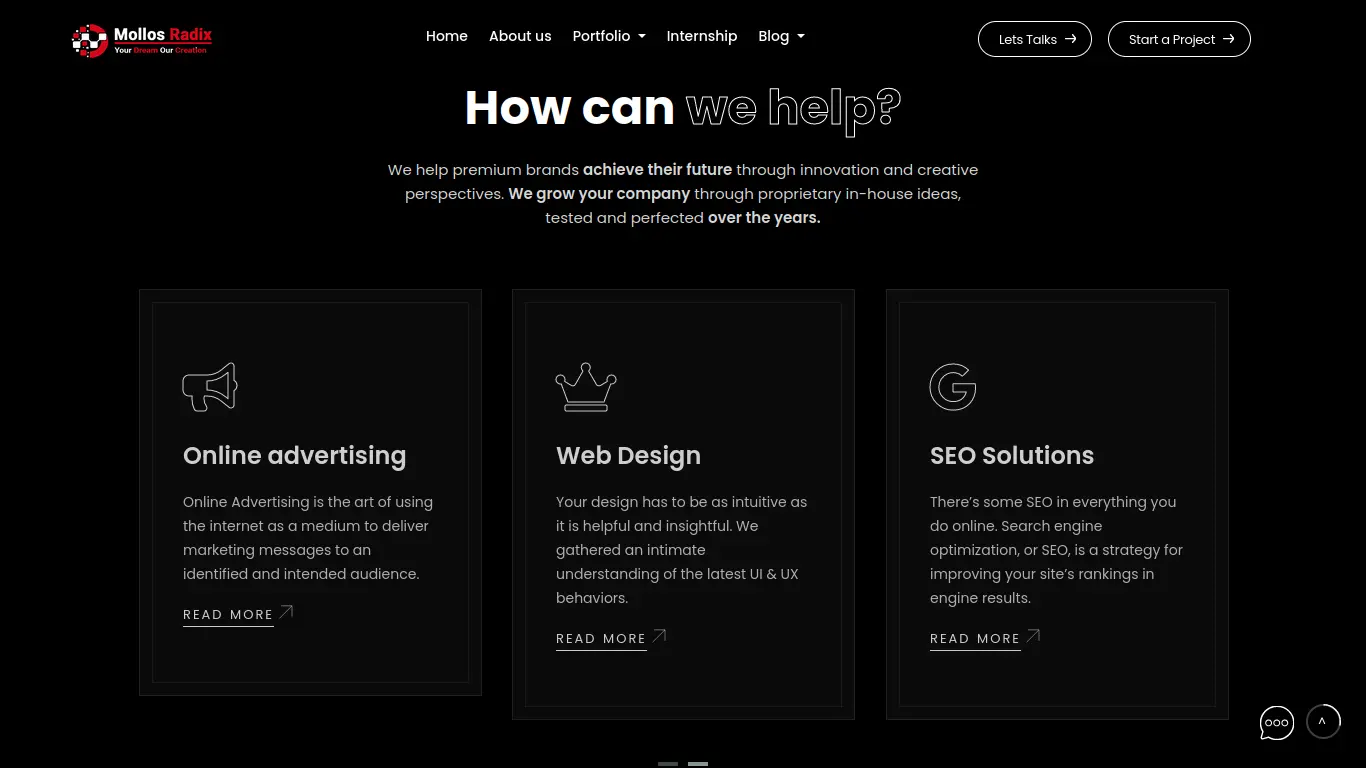 Mollos Radix
Your Dream Our Creation
Home
About us
Portfolio
Internship
Blog
Lets Talks
Start a Project
How can we help?
We help premium brands achieve their future through innovation and creative
perspectives. We grow your company through proprietary in-house ideas,
tested and perfected over the years.
Online advertising
Online Advertising is the art of using
the internet as a medium to deliver
marketing messages to an
identified and intended audience.
READ MORE
Web Design
Your design has to be as intuitive as
it is helpful and insightful. We
gathered an intimate
understanding of the latest UI & UX
behaviors.
READ MORE
SEO Solutions
There’s some SEO in everything you
do online. Search engine
optimization, or SEO, is a strategy for
improving your site’s rankings in
engine results.
READ MORE